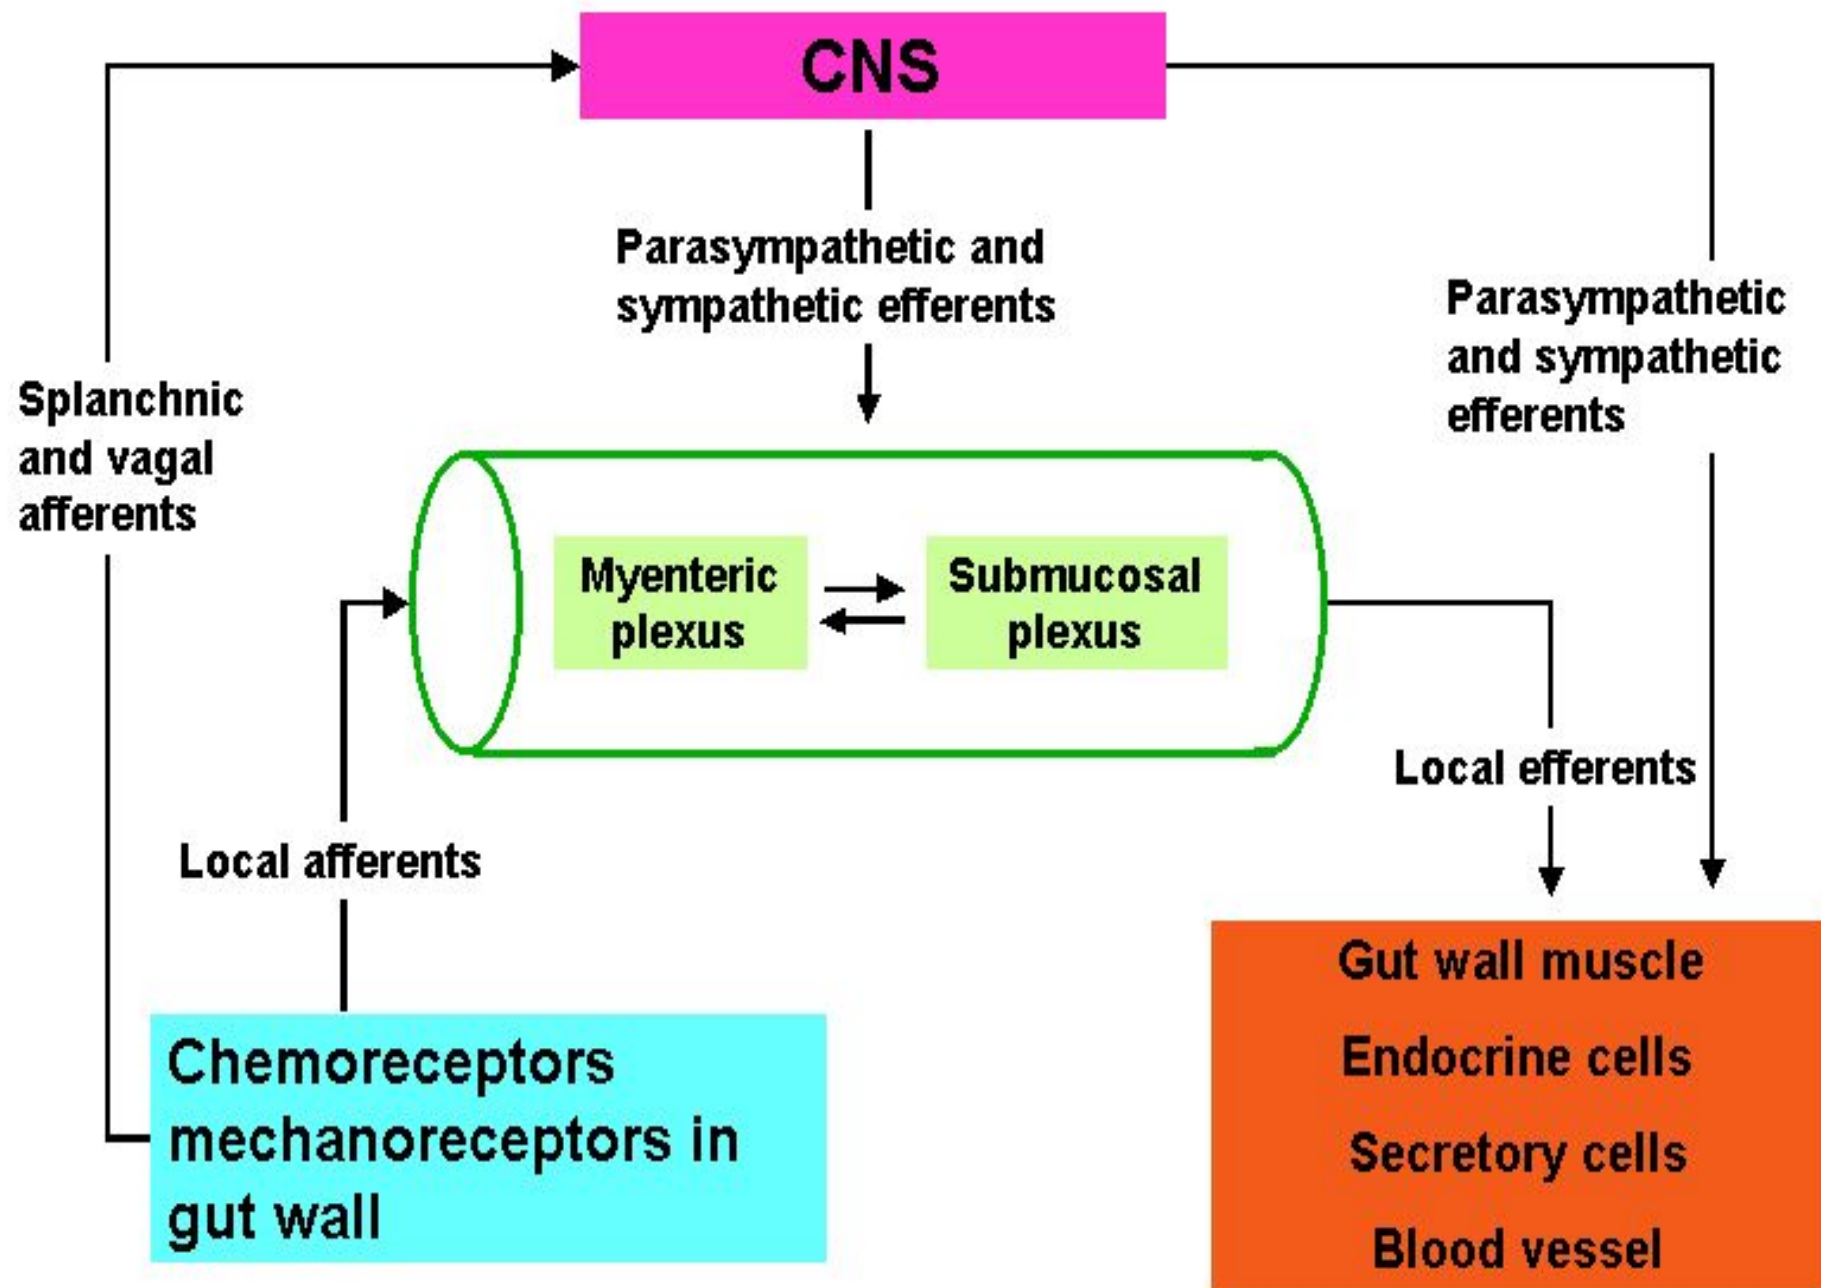 CNS
Parasympathetic and
sympathetic efferents
Parasympathetic
and sympathetic
efferents
Splanchnic
and vagal
afferents
Myenteric
plexus
Submucosal
plexus
Local efferents
Local afferents
Chemoreceptors
mechanoreceptors in
gut wall
Gut wall muscle
Endocrine cells
Secretory cells
Blood vessel